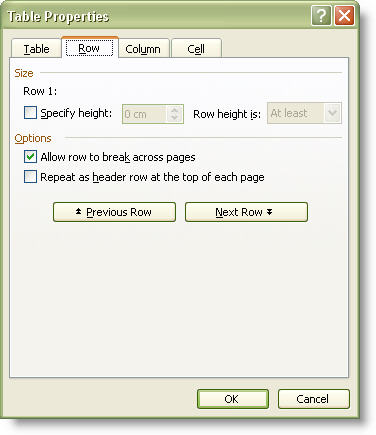 Table Properties
Table Row Column Cell
Size
Row 1:
Specify height: 0 cm Row height is: At least
Options
Allow row to break across pages
Repeat as header row at the top of each page
Previous Row Next Row
OK Cancel